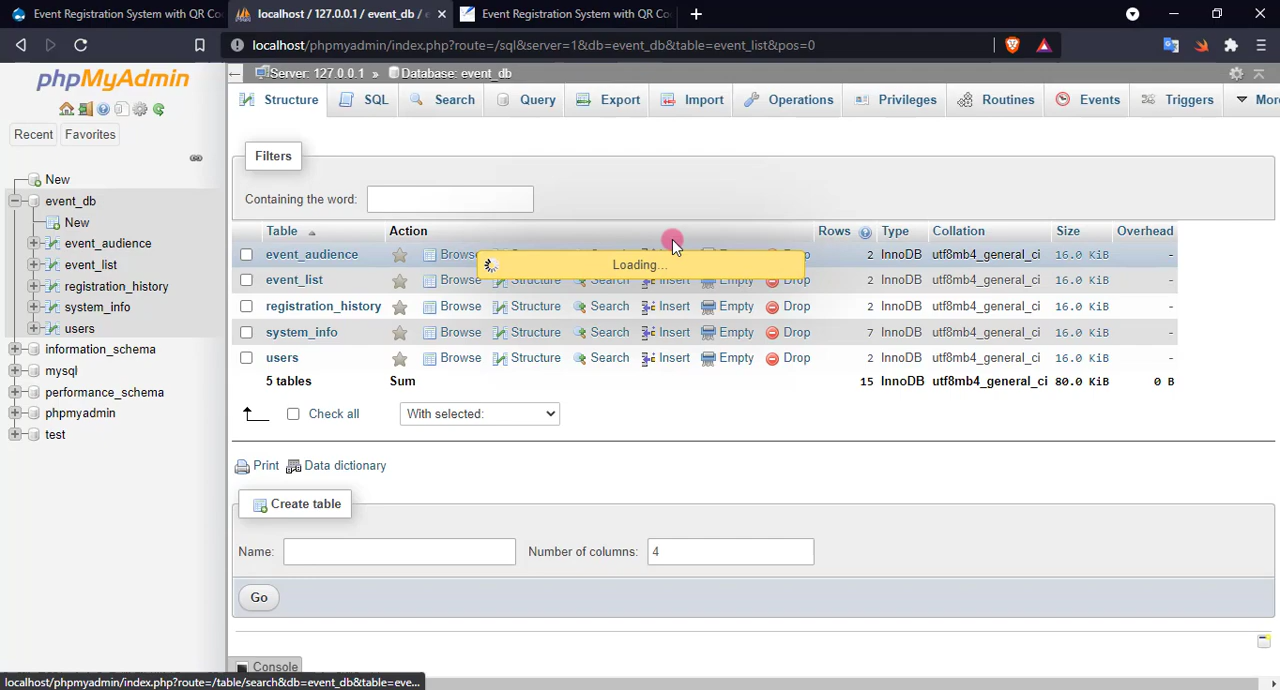 Event Registration System with QR Co
localhost / 127.0.0.1 / event_db / e
Event Registration System with QR Co
localhost/phpmyadmin/index.php?route=/sql&server=1&db=event_db&table=event_list&pos=0
phpMyAdmin
Server: 127.0.0.1 » Database: event_db
Structure SQL Search Query Export Import Operations Privileges Routines Events Triggers More
Recent Favorites
New
event_db
New
event_audience
event_list
registration_history
system_info
users
information_schema
mysql
performance_schema
phpmyadmin
test
Filters
Containing the word:
Table Action Rows Type Collation Size Overhead
event_audience Browse 2 InnoDB utf8mb4_general_ci 16.0 KiB -
Loading...
event_list Browse Structure Search Insert Empty Drop 2 InnoDB utf8mb4_general_ci 16.0 KiB -
registration_history Browse Structure Search Insert Empty Drop 2 InnoDB utf8mb4_general_ci 16.0 KiB -
system_info Browse Structure Search Insert Empty Drop 7 InnoDB utf8mb4_general_ci 16.0 KiB -
users Browse Structure Search Insert Empty Drop 2 InnoDB utf8mb4_general_ci 16.0 KiB -
5 tables Sum 15 InnoDB utf8mb4_general_ci 80.0 KiB 0 B
Check all With selected:
Print Data dictionary
Create table
Name: Number of columns: 4
Go
Console
localhost/phpmyadmin/index.php?route=/table/search&db=event_db&table=eve...